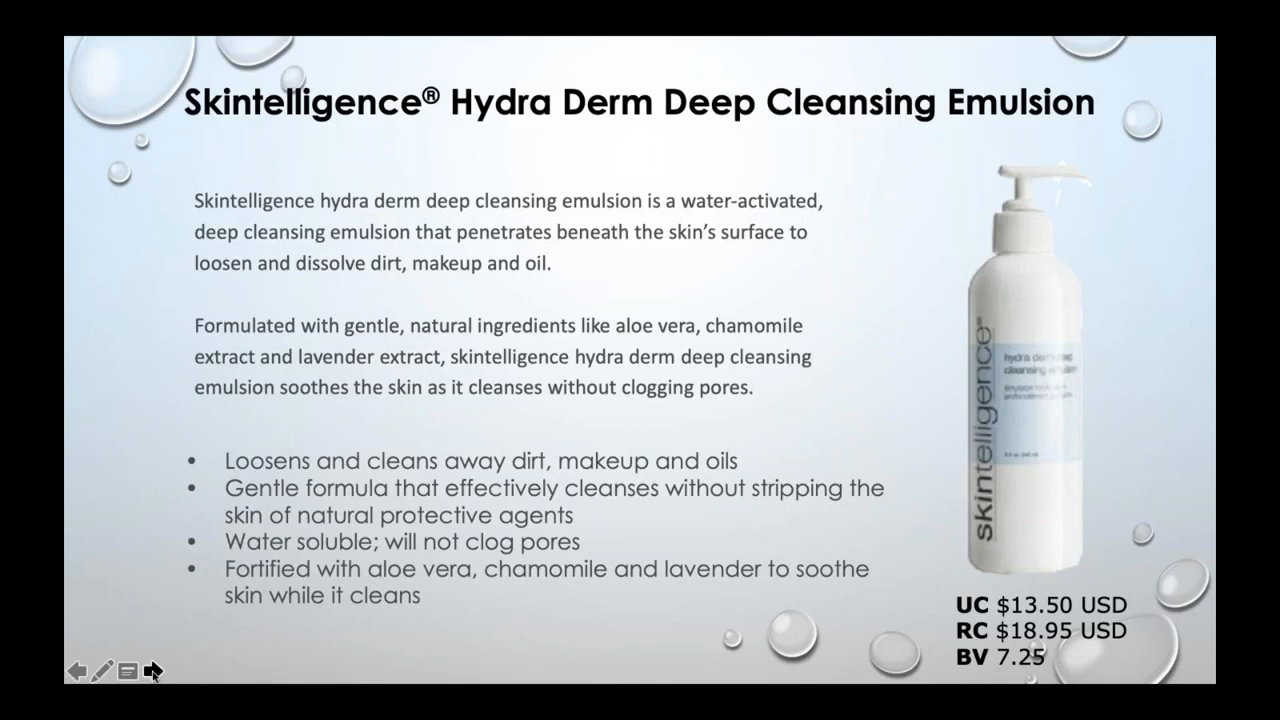 Skintelligence® Hydra Derm Deep Cleansing Emulsion
Skintelligence hydra derm deep cleansing emulsion is a water-activated,
deep cleansing emulsion that penetrates beneath the skin’s surface to
loosen and dissolve dirt, makeup and oil.
Formulated with gentle, natural ingredients like aloe vera, chamomile
extract and lavender extract, skintelligence hydra derm deep cleansing
emulsion soothes the skin as it cleanses without clogging pores.
• Loosens and cleans away dirt, makeup and oils
• Gentle formula that effectively cleanses without stripping the
skin of natural protective agents
• Water soluble; will not clog pores
• Fortified with aloe vera, chamomile and lavender to soothe
skin while it cleans
skintelligence®
hydra derm deep
cleansing emulsion
UC $13.50 USD
RC $18.95 USD
BV 7.25